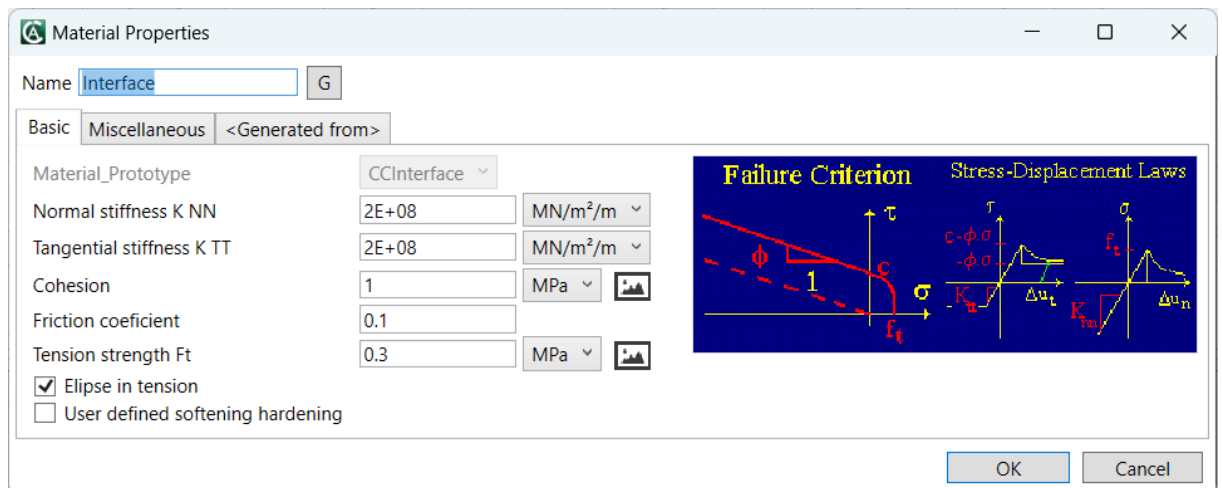 Material Properties
Name Interface G
Basic Miscellaneous <Generated from>
Material_Prototype CCInterface
Normal stiffness K NN 2E+08 MN/m²/m
Tangential stiffness K TT 2E+08 MN/m²/m
Cohesion 1 MPa
Friction coeficient 0.1
Tension strength Ft 0.3 MPa
Elipse in tension
User defined softening hardening
Failure Criterion
τ
ϕ
1
c
σ
ft
Stress-Displacement Laws
τ
c-ϕ.σ
-ϕ.σ
Ktt
Δut
σ
ft
Knn
Δun
OK Cancel